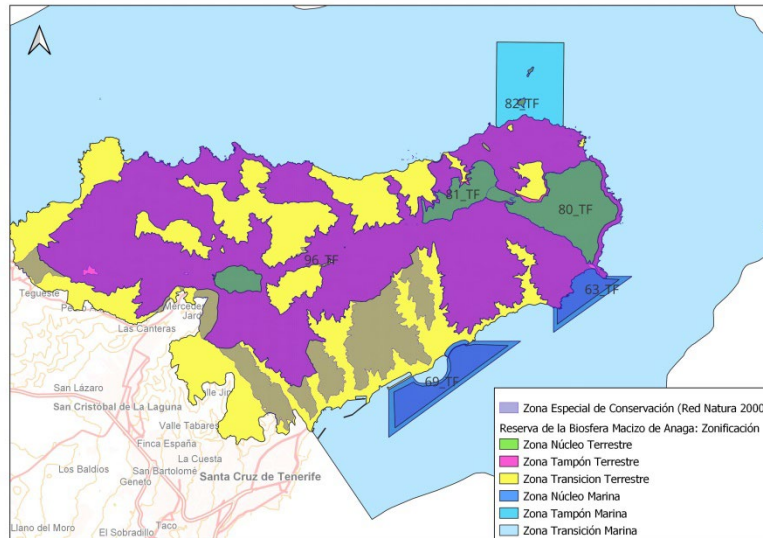 82_TF
81_TF
80_TF
96_TF
63_TF
69_TF
Tegueste
Las Canteras
San Lázaro
San Cristóbal de La Laguna
Valle Tabares
Finca España
La Cuesta
Los Baldios
San Bartolomé
Geneto
Santa Cruz de Tenerife
Taco
Llano del Moro
El Sobradillo
Zona Especial de Conservación (Red Natura 2000
Reserva de la Biosfera Macizo de Anaga: Zonificación
Zona Núcleo Terrestre
Zona Tampón Terrestre
Zona Transicion Terrestre
Zona Núcleo Marina
Zona Tampón Marina
Zona Transición Marina